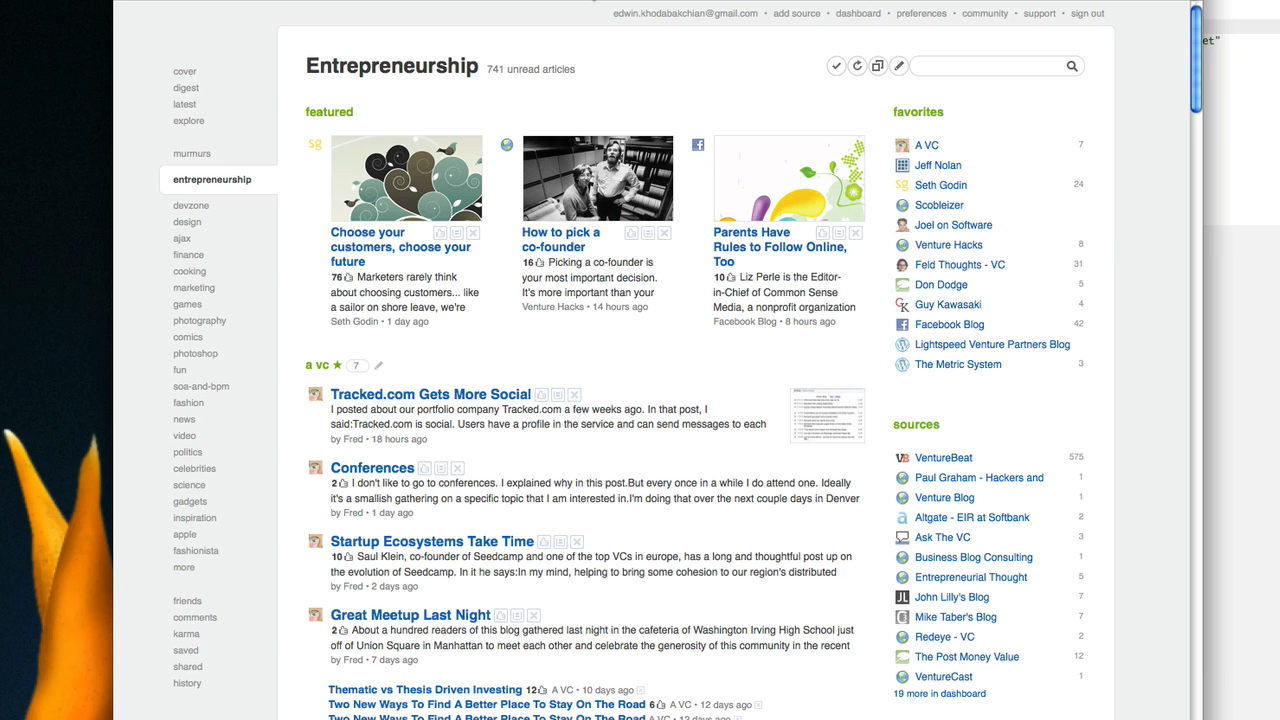 edwin.khodabakchian@gmail.com • add source • dashboard • preferences • community • support • sign out
et"
cover
digest
latest
explore
murmurs
entrepreneurship
devzone
design
ajax
finance
cooking
marketing
games
photography
comics
photoshop
fun
soa-and-bpm
fashion
news
video
politics
celebrities
science
gadgets
inspiration
apple
fashionista
more
friends
comments
karma
saved
shared
history
Entrepreneurship 741 unread articles
featured
sg
Choose your
customers, choose your
future
76 Marketers rarely think
about choosing customers... like
a sailor on shore leave, we're
Seth Godin • 1 day ago
How to pick a
co-founder
16 Picking a co-founder is
your most important decision.
It's more important than your
Venture Hacks • 14 hours ago
Parents Have
Rules to Follow Online,
Too
10 Liz Perle is the Editor-
in-Chief of Common Sense
Media, a nonprofit organization
Facebook Blog • 8 hours ago
a vc ★ 7
Tracked.com Gets More Social
I posted about our portfolio company Tracked.com a few weeks ago. In that post, I
said:Tracked.com is social. Users have a profile in the service and can send messages to each
by Fred • 18 hours ago
Conferences
2 I don't like to go to conferences. I explained why in this post.But every once in a while I do attend one. Ideally
it's a smallish gathering on a specific topic that I am interested in.I'm doing that over the next couple days in Denver
by Fred • 1 day ago
Startup Ecosystems Take Time
10 Saul Klein, co-founder of Seedcamp and one of the top VCs in europe, has a long and thoughtful post up on
the evolution of Seedcamp. In it he says:In my mind, helping to bring some cohesion to our region's distributed
by Fred • 2 days ago
Great Meetup Last Night
2 About a hundred readers of this blog gathered last night in the cafeteria of Washington Irving High School just
off of Union Square in Manhattan to meet each other and celebrate the generosity of this community in the recent
by Fred • 7 days ago
Thematic vs Thesis Driven Investing 12 A VC • 10 days ago
Two New Ways To Find A Better Place To Stay On The Road 6 A VC • 12 days ago
Two New Ways To Find A Better Place To Stay On The Road A VC • 12 days ago
favorites
A VC 7
Jeff Nolan
sg Seth Godin 24
Scobleizer
Joel on Software
Venture Hacks 8
Feld Thoughts - VC 31
Don Dodge 5
Guy Kawasaki 4
Facebook Blog 42
Lightspeed Venture Partners Blog
The Metric System 3
sources
VB VentureBeat 575
Paul Graham - Hackers and 1
Venture Blog 1
a Altgate - EIR at Softbank 2
Ask The VC 3
Business Blog Consulting 1
Entrepreneurial Thought 5
JL John Lilly's Blog 7
Mike Taber's Blog 7
Redeye - VC 2
The Post Money Value 12
VentureCast 1
19 more in dashboard